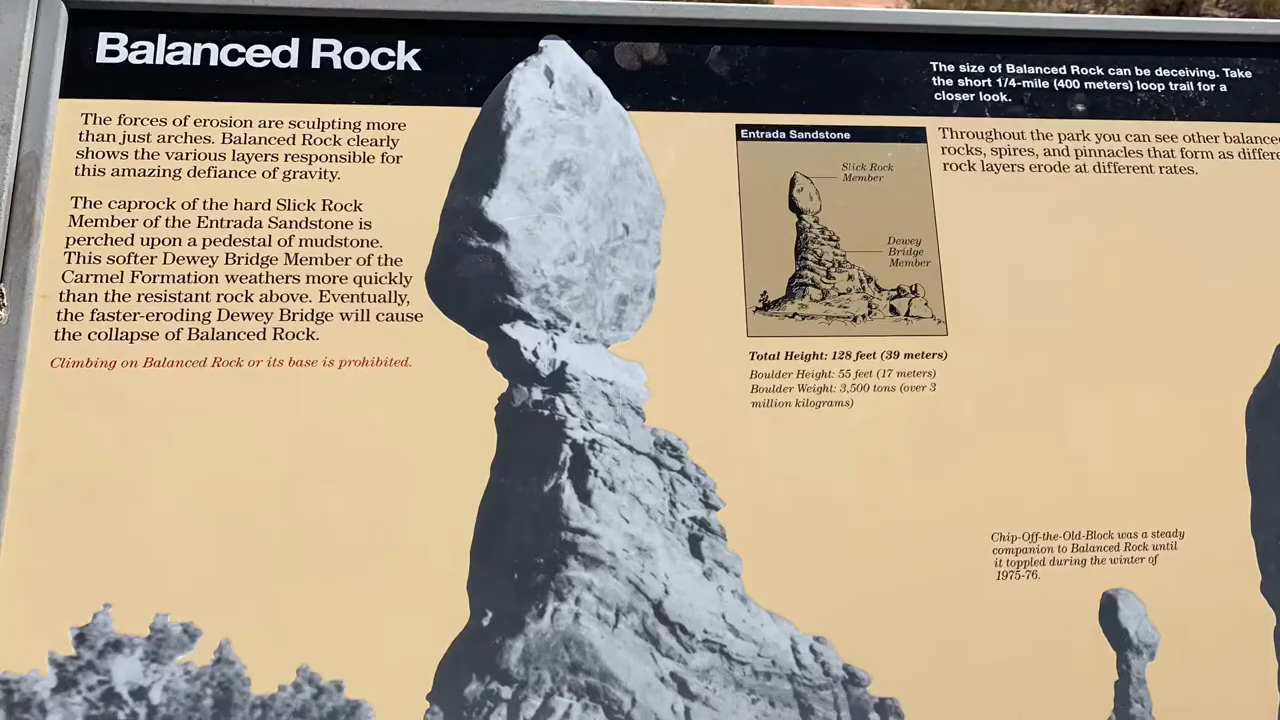 Balanced Rock
The size of Balanced Rock can be deceiving. Take
the short 1/4-mile (400 meters) loop trail for a
closer look.
The forces of erosion are sculpting more
than just arches. Balanced Rock clearly
shows the various layers responsible for
this amazing defiance of gravity.
The caprock of the hard Slick Rock
Member of the Entrada Sandstone is
perched upon a pedestal of mudstone.
This softer Dewey Bridge Member of the
Carmel Formation weathers more quickly
than the resistant rock above. Eventually,
the faster-eroding Dewey Bridge will cause
the collapse of Balanced Rock.
Climbing on Balanced Rock or its base is prohibited.
Entrada Sandstone
Slick Rock
Member
Dewey
Bridge
Member
Total Height: 128 feet (39 meters)
Boulder Height: 55 feet (17 meters)
Boulder Weight: 3,500 tons (over 3
million kilograms)
Throughout the park you can see other balance
rocks, spires, and pinnacles that form as differe
rock layers erode at different rates.
Chip-Off-the-Old-Block was a steady
companion to Balanced Rock until
it toppled during the winter of
1975-76.